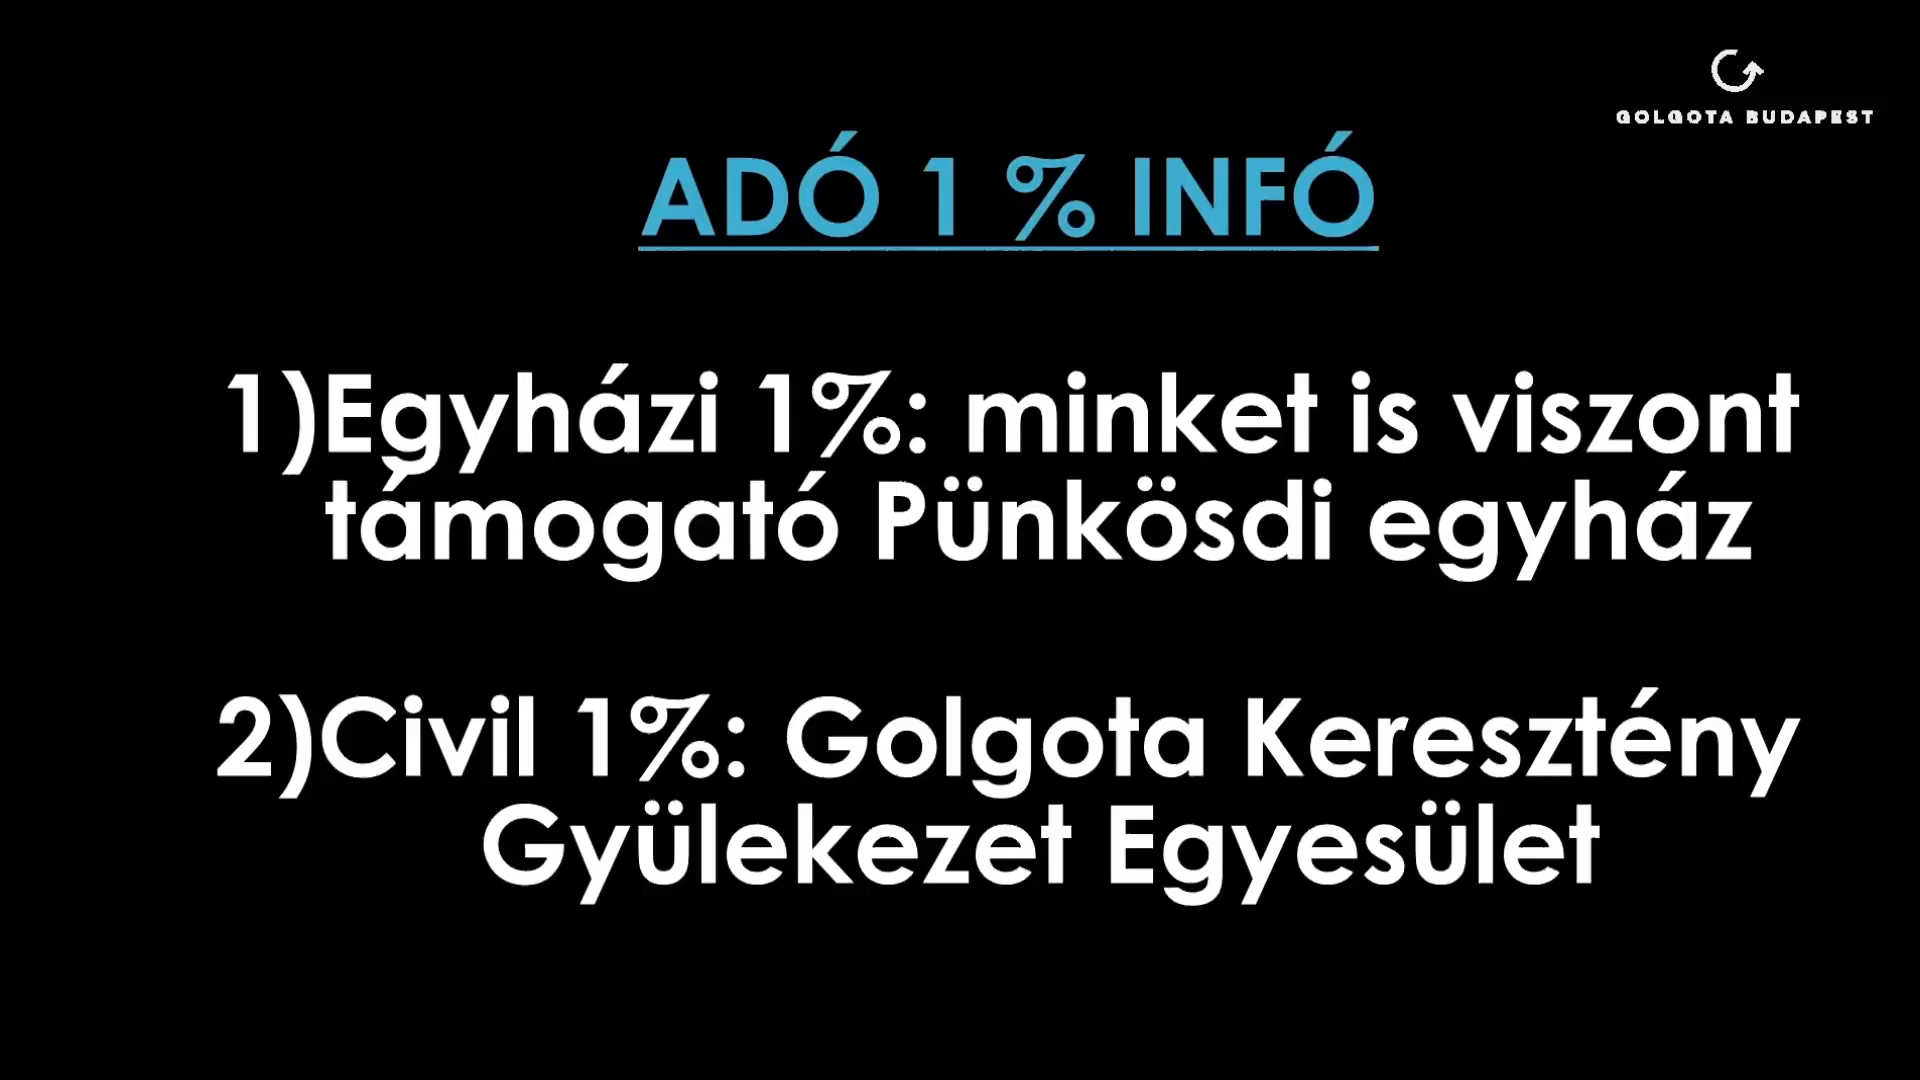 GOLGOTA BUDAPEST
ADÓ 1 % INFÓ
1)Egyházi 1%: minket is viszont
támogató Pünkösdi egyház
2)Civil 1%: Golgota Keresztény
Gyülekezet Egyesület